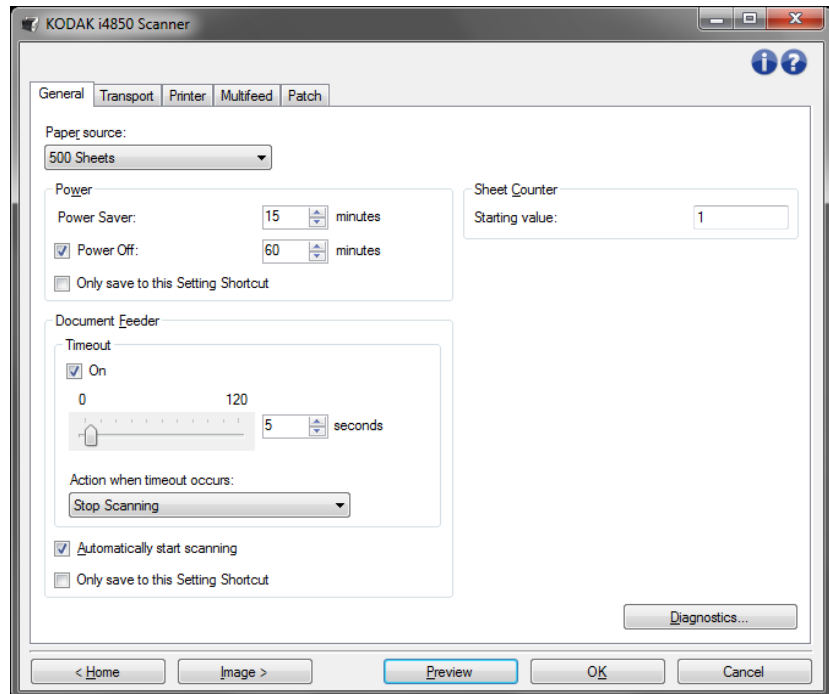 KODAK i4850 Scanner
General Transport Printer Multifeed Patch
Paper source:
500 Sheets
Power
Power Saver: 15 minutes
Power Off: 60 minutes
Only save to this Setting Shortcut
Sheet Counter
Starting value: 1
Document Feeder
Timeout
On
0 120
5 seconds
Action when timeout occurs:
Stop Scanning
Automatically start scanning
Only save to this Setting Shortcut
Diagnostics...
< Home Image > Preview OK Cancel